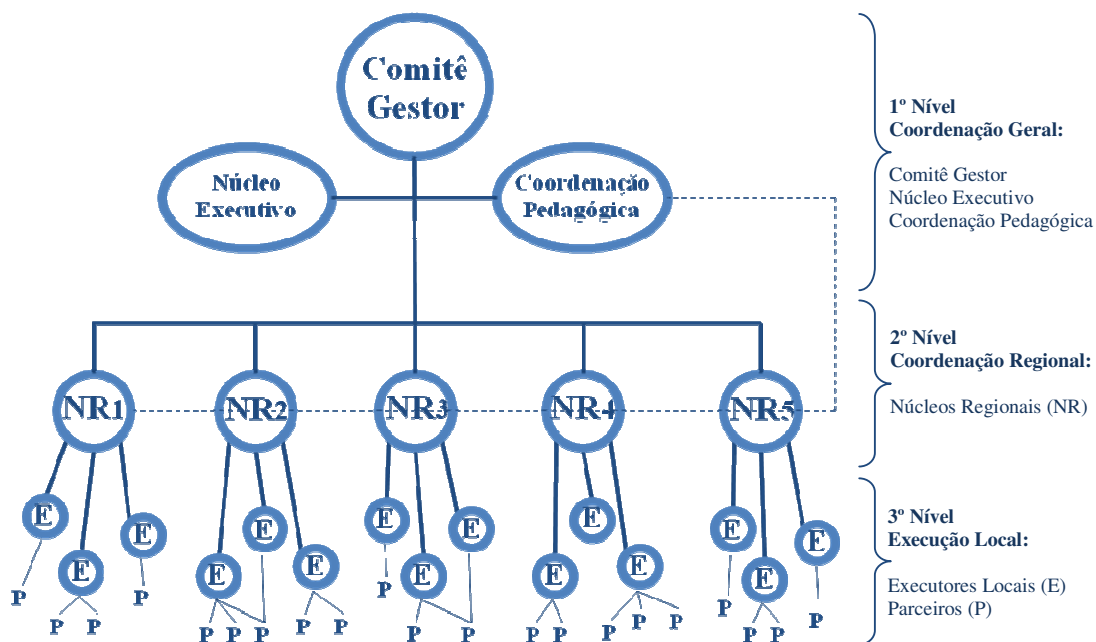 Comitê
Gestor
Núcleo
Executivo
Coordenação
Pedagógica
1º Nível
Coordenação Geral:
Comitê Gestor
Núcleo Executivo
Coordenação Pedagógica
NR1 NR2 NR3 NR4 NR5
2º Nível
Coordenação Regional:
Núcleos Regionais (NR)
E E E
E E E
E E E
E E E
E E E
P P P P
P P P P P
P P P
P P P P P
P P P
3º Nível
Execução Local:
Executores Locais (E)
Parceiros (P)